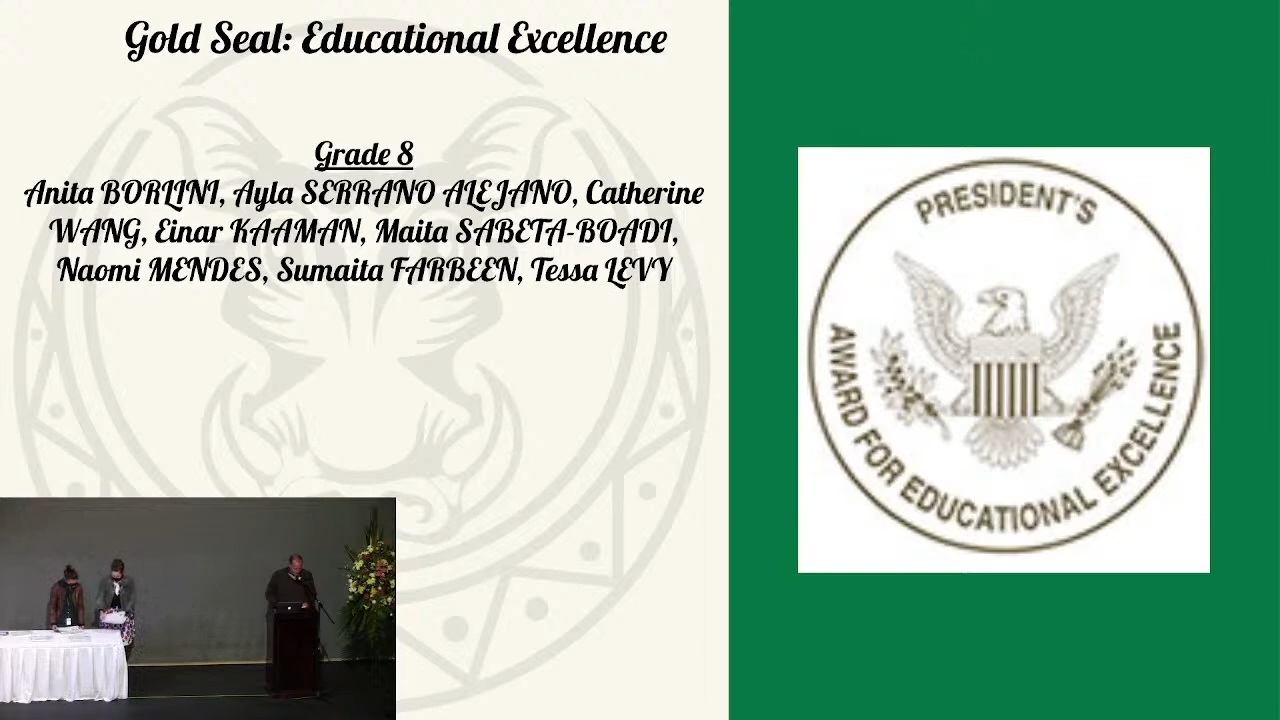 Gold Seal: Educational Excellence
Grade 8
Anita BORLINI, Ayla SERRANO ALEJANO, Catherine
WANG, Einar KAAMAN, Maita SABETA-BOADI,
Naomi MENDES, Sumaita FARBEEN, Tessa LEVY
PRESIDENT'S
AWARD FOR EDUCATIONAL EXCELLENCE